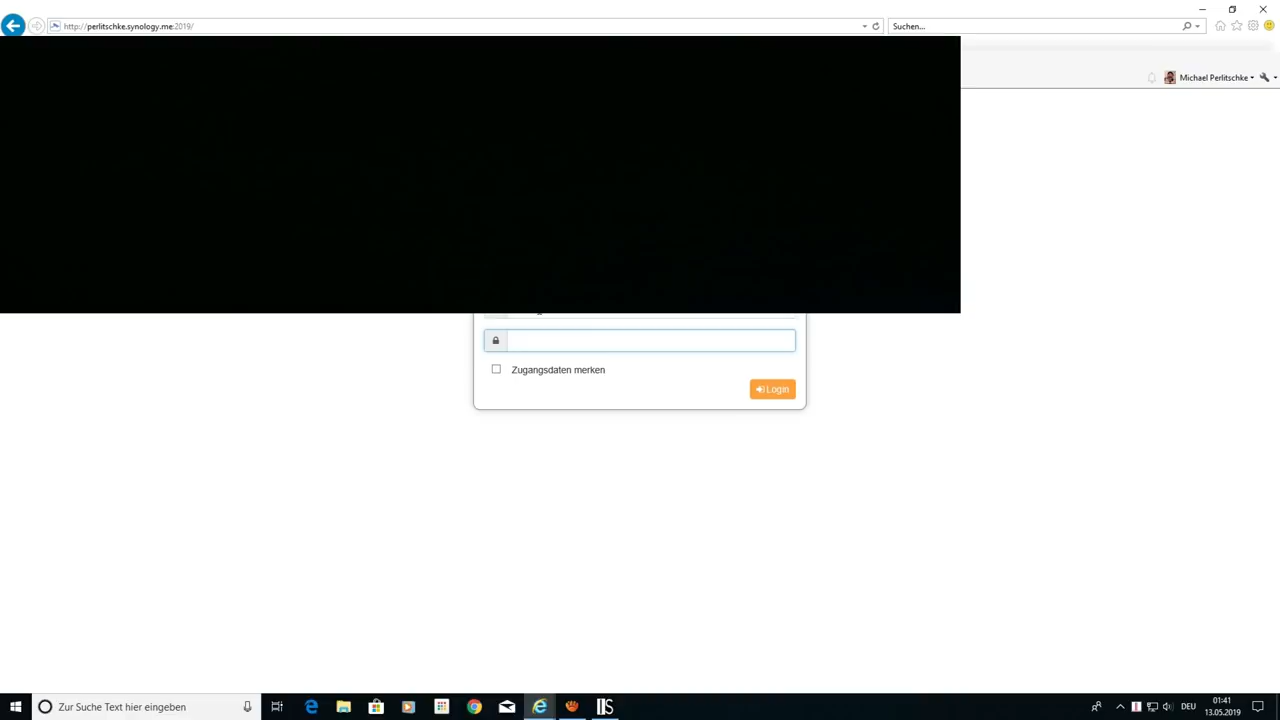 http://perlitschke.synology.me:2019/
Suchen...
Michael Perlitschke
Zugangsdaten merken
Login
Zur Suche Text hier eingeben
DEU
01:41
13.05.2019